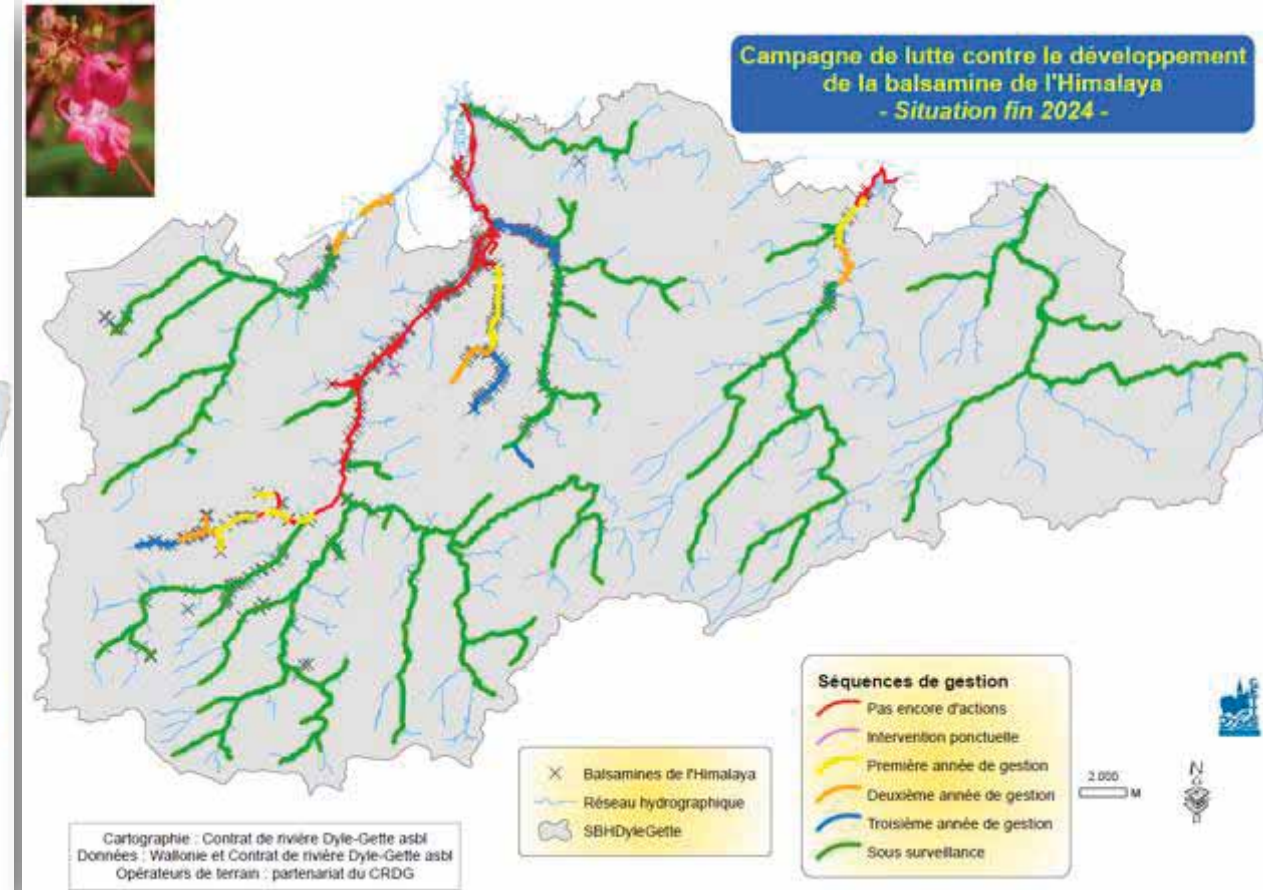 Campagne de lutte contre le développement
de la balsamine de l'Himalaya
- Situation fin 2024 -
Séquences de gestion
Pas encore d'actions
Intervention ponctuelle
Première année de gestion
Deuxième année de gestion
Troisième année de gestion
Sous surveillance
Balsamines de l'Himalaya
Réseau hydrographique
SBHDyleGette
2.000
M
N
Cartographie : Contrat de rivière Dyle-Gette asbl
Données : Wallonie et Contrat de rivière Dyle-Gette asbl
Opérateurs de terrain : partenariat du CRDG